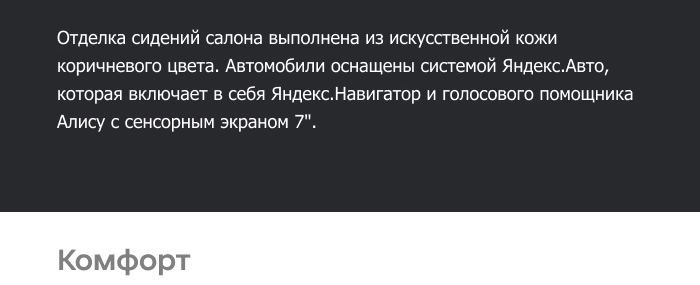 Отделка сидений салона выполнена из искусственной кожи
коричневого цвета. Автомобили оснащены системой Яндекс.Авто,
которая включает в себя Яндекс.Навигатор и голосового помощника
Алису с сенсорным экраном 7".
Комфорт